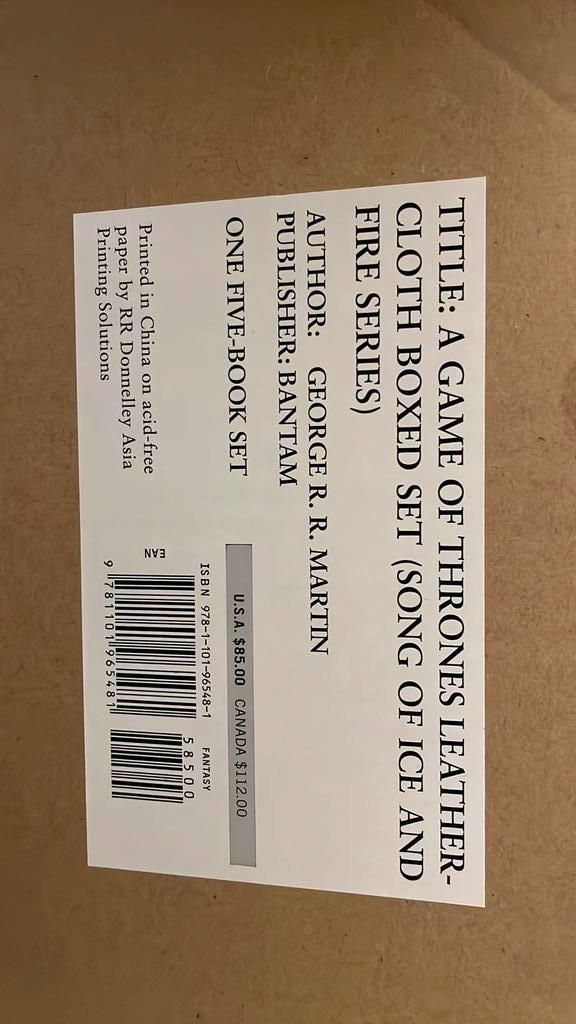 TITLE: A GAME OF THRONES LEATHER-
CLOTH BOXED SET (SONG OF ICE AND
FIRE SERIES)
AUTHOR: GEORGE R. R. MARTIN
PUBLISHER: BANTAM
ONE FIVE-BOOK SET
U.S.A. $85.00 CANADA $112.00
Printed in China on acid-free
paper by RR Donnelley Asia
Printing Solutions
ISBN 978-1-101-96548-1
FANTASY
58500
EAN
9 781101 965481